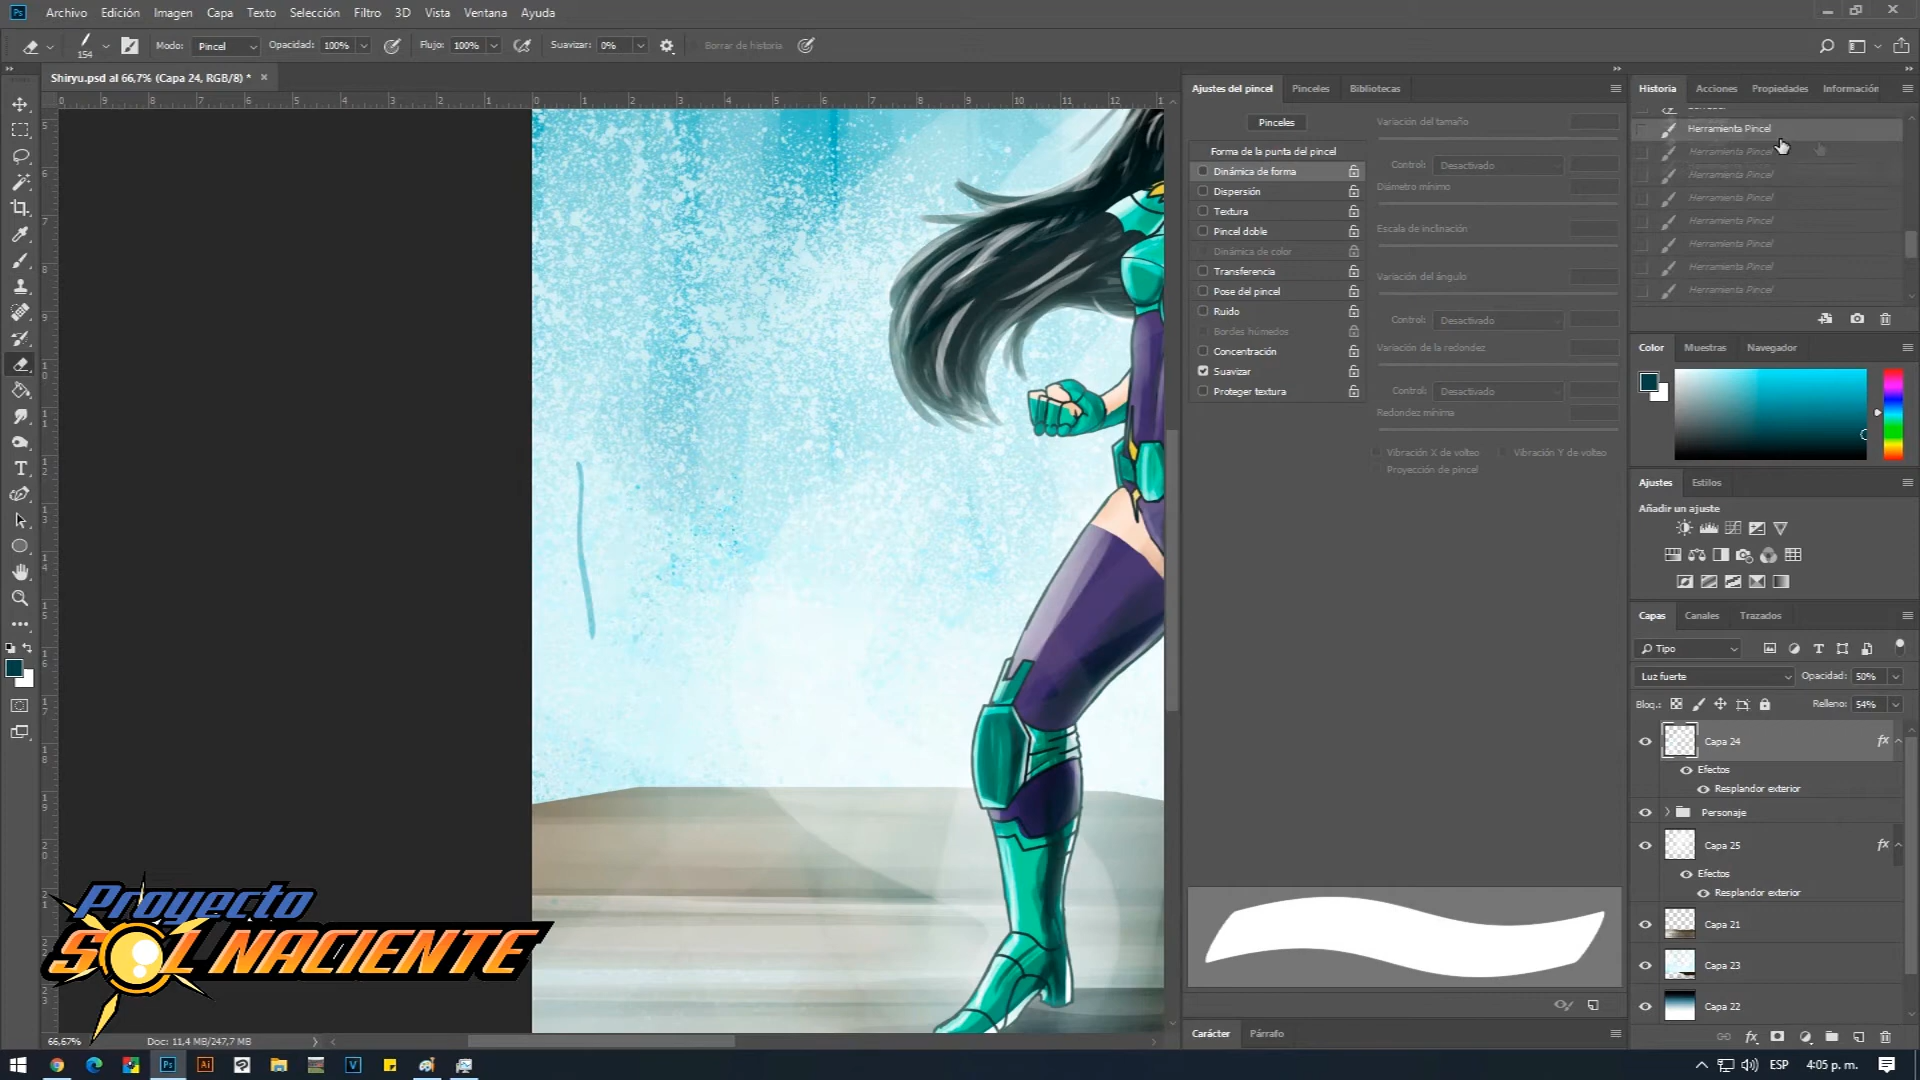 Ps Archivo Edición Imagen Capa Texto Selección Filtro 3D Vista Ventana Ayuda
154 Modo: Pincel Opacidad: 100% Flujo: 100% Suavizar: 0% Borrar de historia
Shiryu.psd al 66,7% (Capa 24, RGB/8) *
Ajustes del pincel Pinceles Bibliotecas
Pinceles
Forma de la punta del pincel
Dinámica de forma
Dispersión
Textura
Pincel doble
Dinámica de color
Transferencia
Pose del pincel
Ruido
Bordes húmedos
Concentración
Suavizar
Proteger textura
Variación del tamaño
Control: Desactivado
Diámetro mínimo
Escala de inclinación
Variación del ángulo
Control: Desactivado
Variación de la redondez
Control: Desactivado
Redondez mínima
Vibración X de volteo Vibración Y de volteo
Proyección de pincel
Historia Acciones Propiedades Información
Herramienta Pincel
Herramienta Pincel
Herramienta Pincel
Herramienta Pincel
Herramienta Pincel
Herramienta Pincel
Herramienta Pincel
Herramienta Pincel
Color Muestras Navegador
Ajustes Estilos
Añadir un ajuste
Capas Canales Trazados
Tipo
Luz fuerte Opacidad: 50%
Bloq.: Relleno: 54%
Capa 24 fx
Efectos
Resplandor exterior
Personaje
Capa 25 fx
Efectos
Resplandor exterior
Capa 21
Capa 23
Capa 22
Proyecto
SOL NACIENTE
66,67% Doc: 11,4 MB/247,7 MB
Carácter Párrafo
Ps Ai V ESP 4:05 p. m.